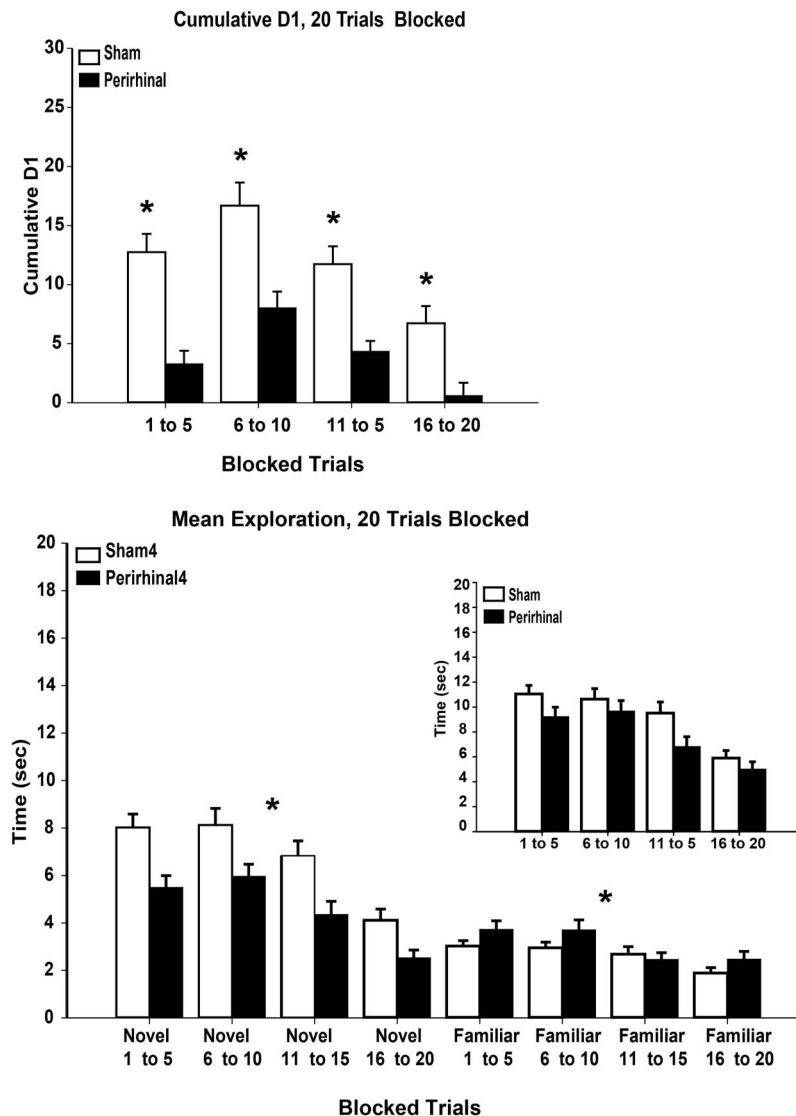 Cumulative D1, 20 Trials Blocked
30
25
20
15
10
5
0
Cumulative D1
Sham
Perirhinal
*
*
*
*
1 to 5
6 to 10
11 to 5
16 to 20
Blocked Trials
Mean Exploration, 20 Trials Blocked
20
18
16
14
12
10
8
6
4
2
0
Time (sec)
Sham4
Perirhinal4
*
*
20
18
16
14
12
10
8
6
4
2
0
Time (sec)
Sham
Perirhinal
1 to 5
6 to 10
11 to 5
16 to 20
Novel
1 to 5
Novel
6 to 10
Novel
11 to 15
Novel
16 to 20
Familiar
1 to 5
Familiar
6 to 10
Familiar
11 to 15
Familiar
16 to 20
Blocked Trials